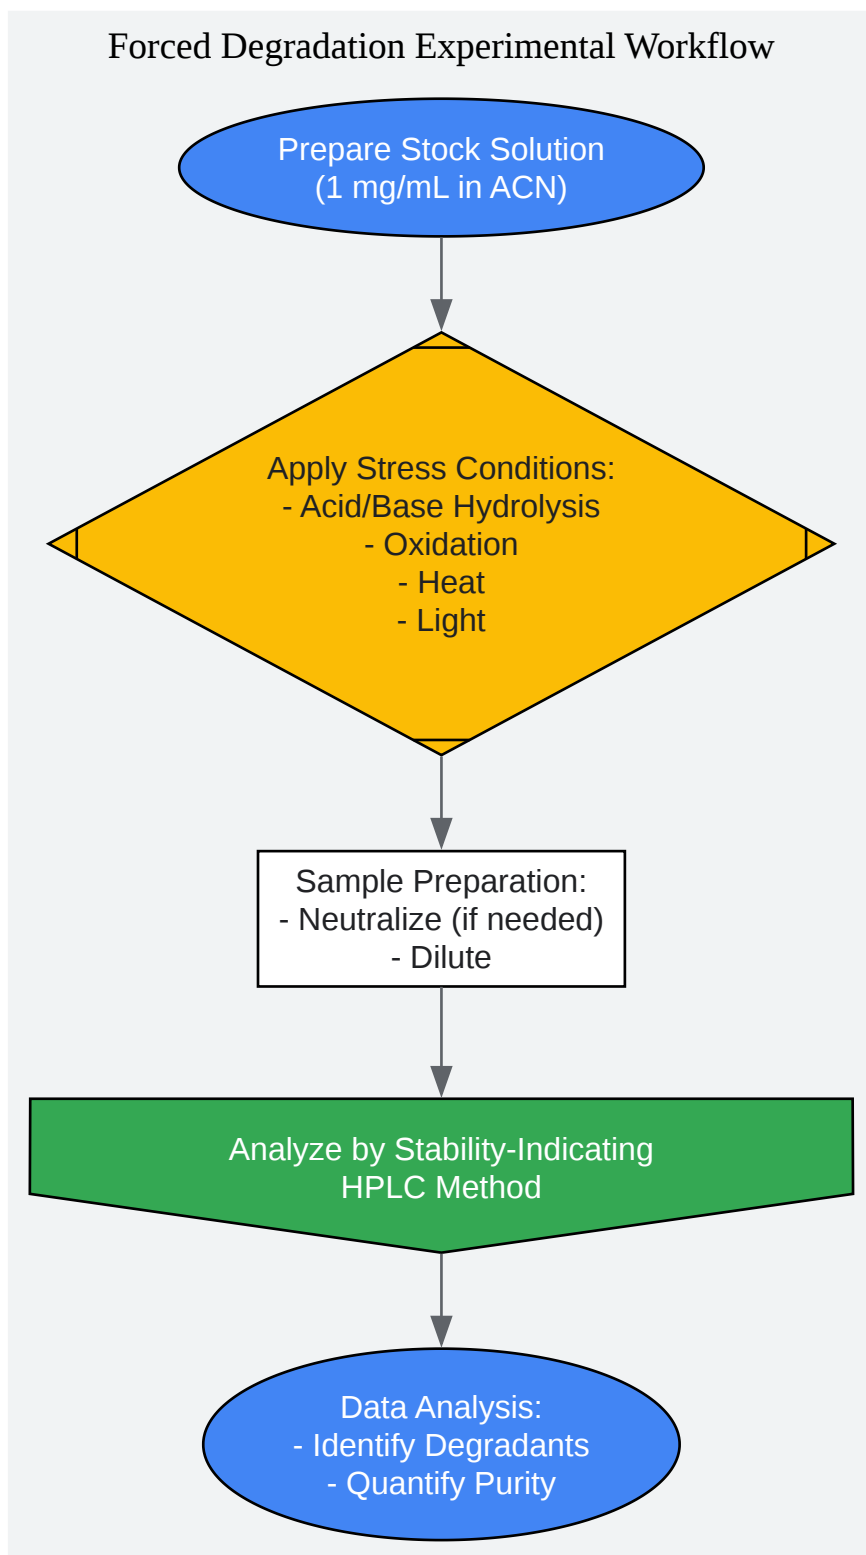 Forced Degradation Experimental Workflow
Prepare Stock Solution
(1 mg/mL in ACN)
Apply Stress Conditions:
- Acid/Base Hydrolysis
- Oxidation
- Heat
- Light
Sample Preparation:
- Neutralize (if needed)
- Dilute
Analyze by Stability-Indicating
HPLC Method
Data Analysis:
- Identify Degradants
- Quantify Purity